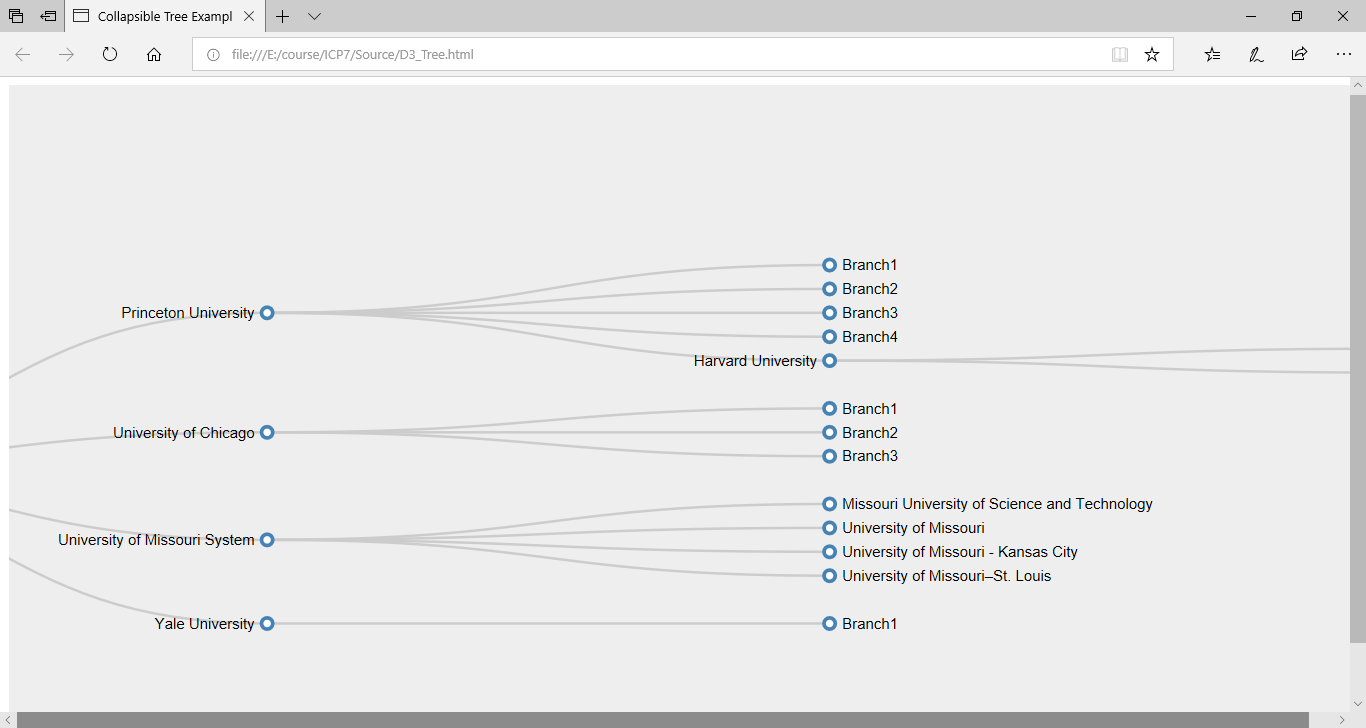 Collapsible Tree Exampl
file:///E:/course/ICP7/Source/D3_Tree.html
Branch1
Branch2
Princeton University
Branch3
Branch4
Harvard University
Branch1
University of Chicago
Branch2
Branch3
Missouri University of Science and Technology
University of Missouri
University of Missouri System
University of Missouri - Kansas City
University of Missouri–St. Louis
Yale University
Branch1